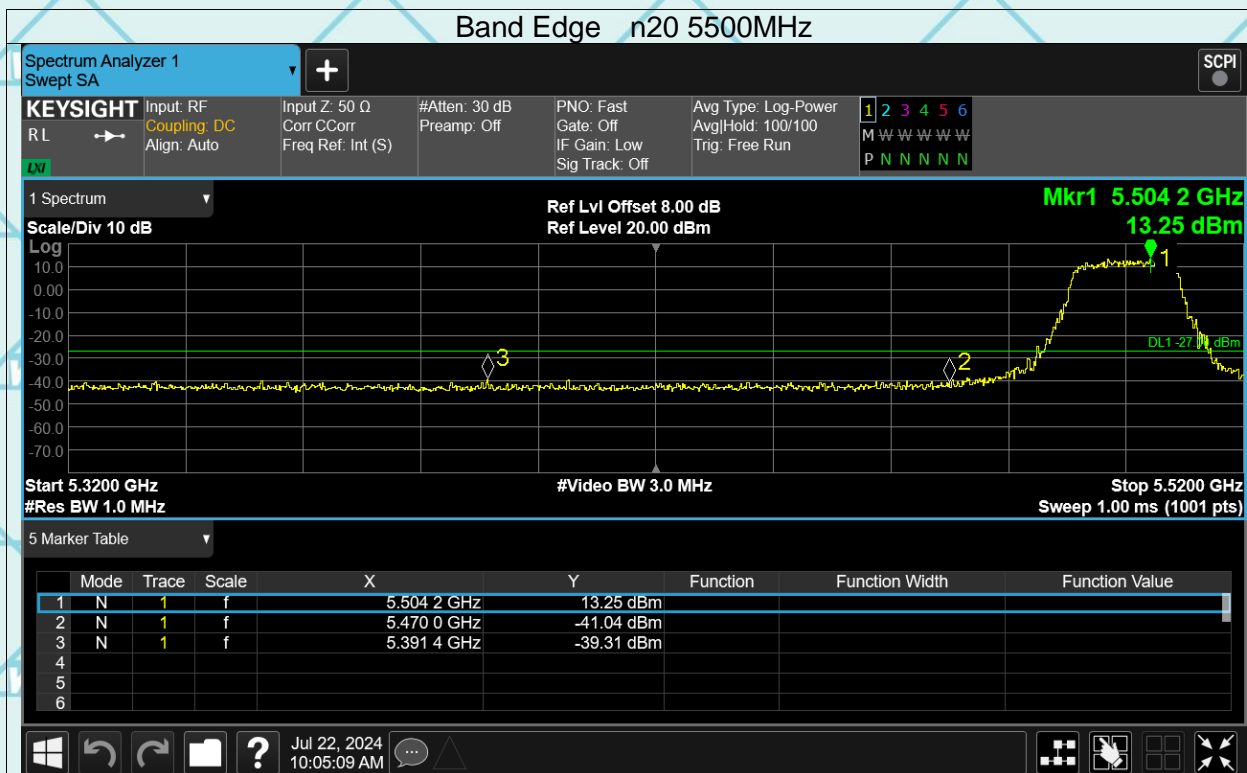 Band Edge n20 5500MHz
Spectrum Analyzer 1
Swept SA
+
SCPI
KEYSIGHT
R L
LXI
Input: RF
Coupling: DC
Align: Auto
Input Z: 50 Ω
Corr CCorr
Freq Ref: Int (S)
#Atten: 30 dB
Preamp: Off
PNO: Fast
Gate: Off
IF Gain: Low
Sig Track: Off
Avg Type: Log-Power
Avg|Hold: 100/100
Trig: Free Run
1 2 3 4 5 6
M W W W W W
P N N N N N
1 Spectrum
Scale/Div 10 dB
Ref Lvl Offset 8.00 dB
Ref Level 20.00 dBm
Mkr1 5.504 2 GHz
13.25 dBm
Log
10.0
0.00
-10.0
-20.0
-30.0
-40.0
-50.0
-60.0
-70.0
1
2
3
DL1 dBm
Start 5.3200 GHz
#Res BW 1.0 MHz
#Video BW 3.0 MHz
Stop 5.5200 GHz
Sweep 1.00 ms (1001 pts)
5 Marker Table
Mode Trace Scale X Y Function Function Width Function Value
1 N 1 f 5.504 2 GHz 13.25 dBm
2 N 1 f 5.470 0 GHz -41.04 dBm
3 N 1 f 5.391 4 GHz -39.31 dBm
4
5
6
?
Jul 22, 2024
10:05:09 AM